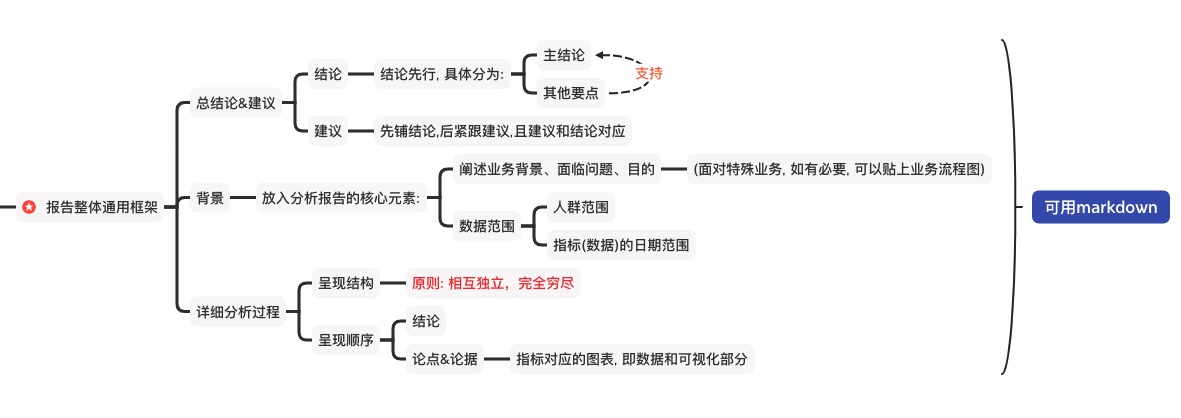 报告整体通用框架
总结论&建议
结论
结论先行, 具体分为:
主结论
其他要点
支持
建议
先铺结论,后紧跟建议,且建议和结论对应
背景
放入分析报告的核心元素:
阐述业务背景、面临问题、目的
(面对特殊业务, 如有必要, 可以贴上业务流程图)
数据范围
人群范围
指标(数据)的日期范围
详细分析过程
呈现结构
原则: 相互独立，完全穷尽
呈现顺序
结论
论点&论据
指标对应的图表, 即数据和可视化部分
可用markdown